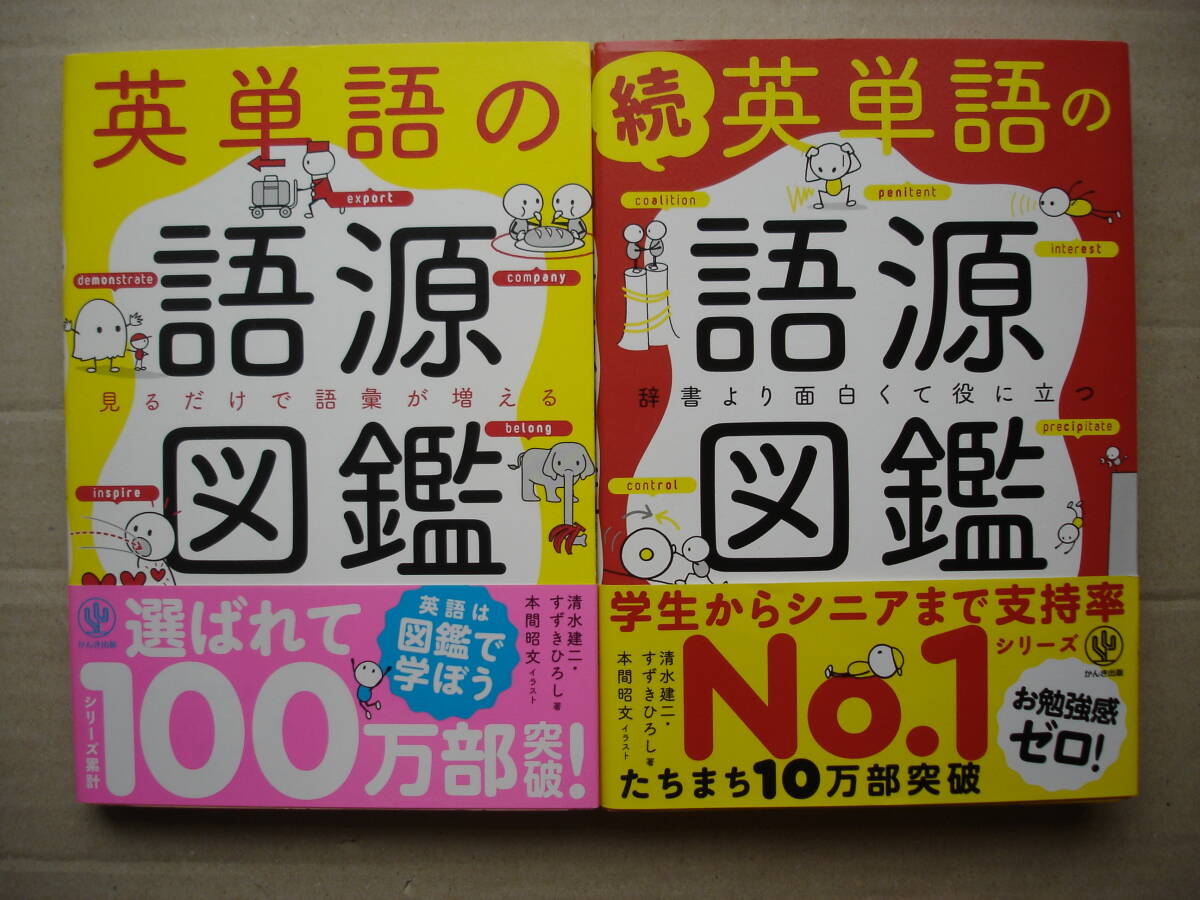 英単語の
export
company
demonstrate
語源
見るだけで語彙が増える
belong
図鑑
inspire
かんき出版
選ばれて
シリーズ累計
100万部突破!
英語は
図鑑で
学ぼう
清水建二・
すずきひろし 著
本間昭文 イラスト
続
英単語の
coalition
penitent
interest
語源
辞書より面白くて役に立つ
precipitate
図鑑
control
学生からシニアまで支持率
No.1
シリーズ
かんき出版
清水建二・
すずきひろし 著
本間昭文 イラスト
お勉強感
ゼロ!
たちまち10万部突破